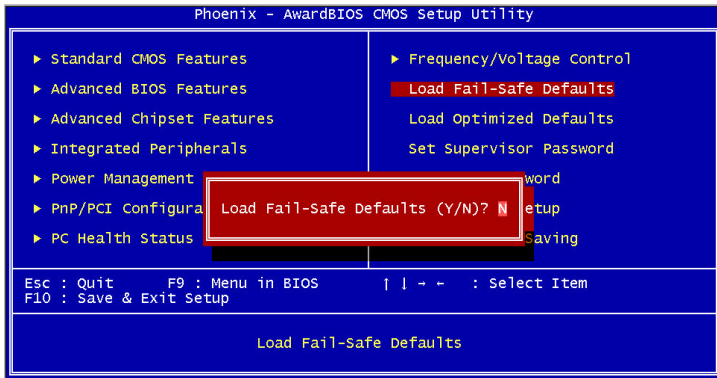 Phoenix - AwardBIOS CMOS Setup Utility
▶ Standard CMOS Features
▶ Advanced BIOS Features
▶ Advanced Chipset Features
▶ Integrated Peripherals
▶ Power Management
▶ PnP/PCI Configura
▶ PC Health Status
▶ Frequency/Voltage Control
Load Fail-Safe Defaults
Load Optimized Defaults
Set Supervisor Password
word
etup
Saving
Load Fail-Safe Defaults (Y/N)? N
Esc : Quit F9 : Menu in BIOS ↑ ↓ → ← : Select Item
F10 : Save & Exit Setup
Load Fail-Safe Defaults